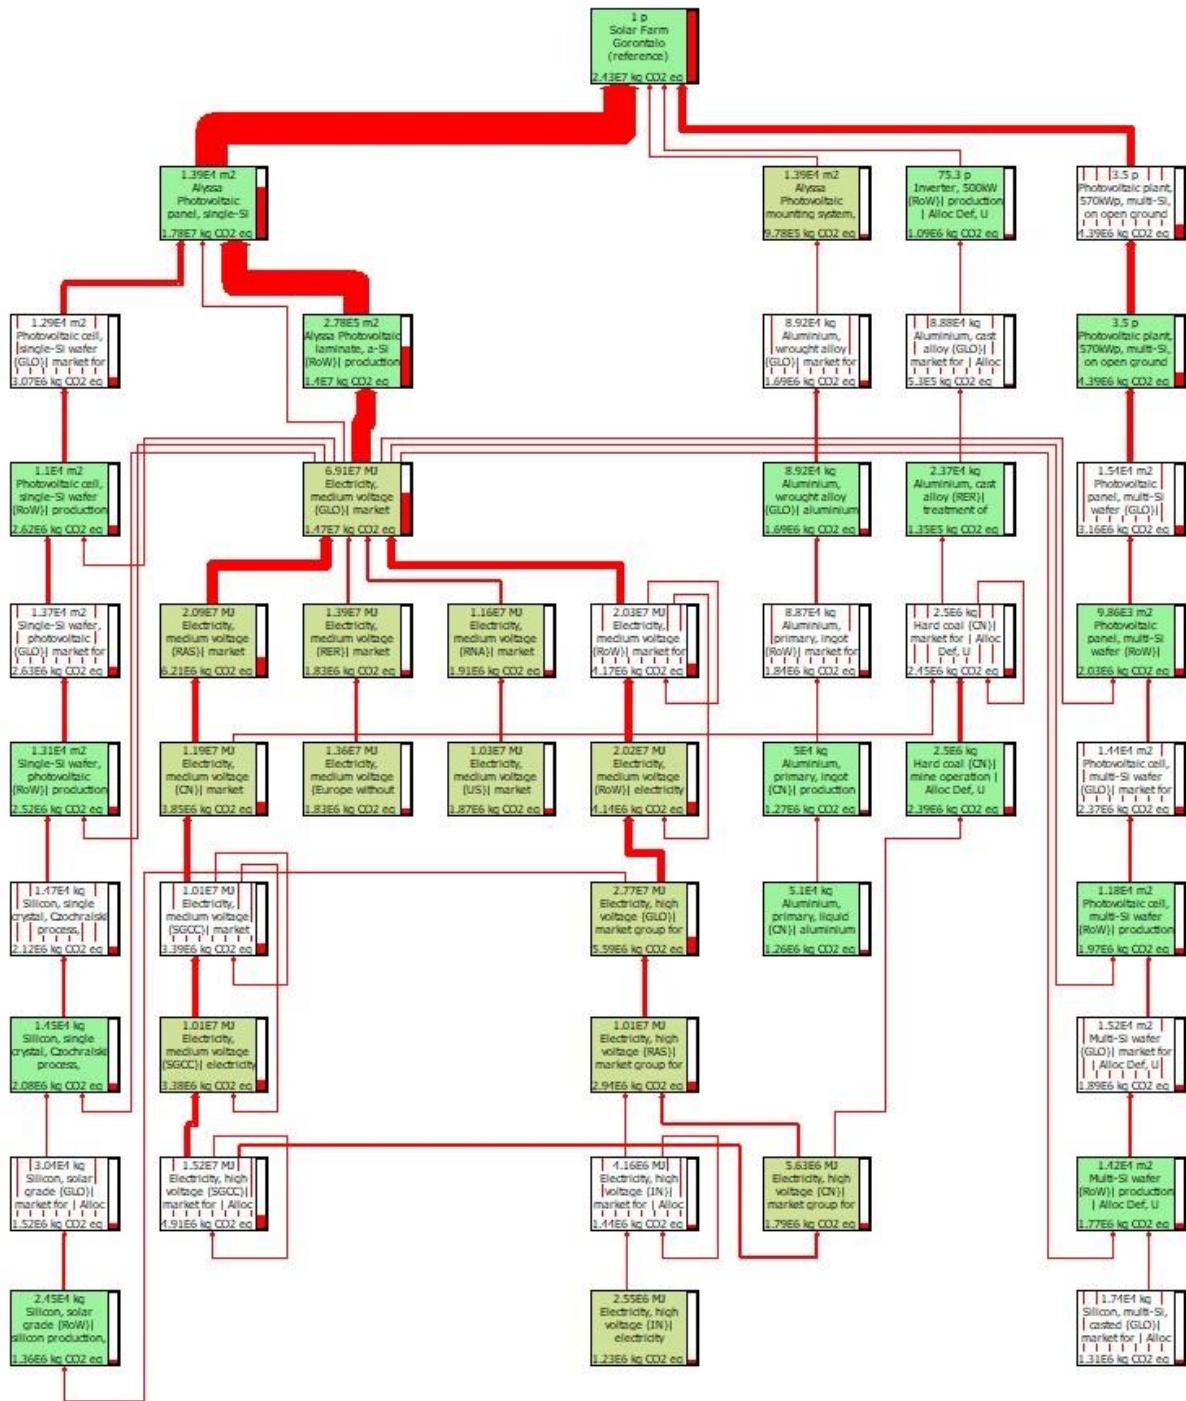 1 p
Solar Farm
Gorontalo
(reference)
2.43E7 kg CO2 eq
1.39E4 m2
Alyssa
Photovoltaic
panel, single-Si
1.78E7 kg CO2 eq
1.39E4 m2
Alyssa
Photovoltaic
mounting system,
9.78E5 kg CO2 eq
75.3 p
Inverter, 500kW
{RoW}| production
| Alloc Def, U
1.09E6 kg CO2 eq
3.5 p
Photovoltaic plant,
570kWp, multi-Si,
on open ground
4.39E6 kg CO2 eq
1.29E4 m2
Photovoltaic cell,
single-Si wafer
{GLO}| market for
3.07E6 kg CO2 eq
2.78E5 m2
Alyssa Photovoltaic
laminate, a-Si
{RoW}| production
1.4E7 kg CO2 eq
8.92E4 kg
Aluminium,
wrought alloy
{GLO}| market for
1.69E6 kg CO2 eq
8.88E4 kg
Aluminium, cast
alloy {GLO}|
market for | Alloc
5.3E5 kg CO2 eq
3.5 p
Photovoltaic plant,
570kWp, multi-Si,
on open ground
4.39E6 kg CO2 eq
1.1E4 m2
Photovoltaic cell,
single-Si wafer
{RoW}| production
2.62E6 kg CO2 eq
6.91E7 MJ
Electricity,
medium voltage
{GLO}| market
1.47E7 kg CO2 eq
8.92E4 kg
Aluminium,
wrought alloy
{GLO}| aluminium
1.69E6 kg CO2 eq
2.37E4 kg
Aluminium, cast
alloy {RER}|
treatment of
1.35E5 kg CO2 eq
1.54E4 m2
Photovoltaic
panel, multi-Si
wafer {GLO}|
3.16E6 kg CO2 eq
1.37E4 m2
Single-Si wafer,
photovoltaic
{GLO}| market for
2.63E6 kg CO2 eq
2.09E7 MJ
Electricity,
medium voltage
{RAS}| market
6.21E6 kg CO2 eq
1.39E7 MJ
Electricity,
medium voltage
{RER}| market
1.83E6 kg CO2 eq
1.16E7 MJ
Electricity,
medium voltage
{RNA}| market
1.91E6 kg CO2 eq
2.03E7 MJ
Electricity,
medium voltage
{RoW}| market
4.17E6 kg CO2 eq
8.87E4 kg
Aluminium,
primary, ingot
{RoW}| market for
1.84E6 kg CO2 eq
2.5E6 kg
Hard coal {CN}|
market for | Alloc
Def, U
2.45E6 kg CO2 eq
9.86E3 m2
Photovoltaic
panel, multi-Si
wafer {RoW}|
2.03E6 kg CO2 eq
1.31E4 m2
Single-Si wafer,
photovoltaic
{RoW}| production
2.52E6 kg CO2 eq
1.19E7 MJ
Electricity,
medium voltage
{CN}| market
3.85E6 kg CO2 eq
1.36E7 MJ
Electricity,
medium voltage
{Europe without
1.83E6 kg CO2 eq
1.03E7 MJ
Electricity,
medium voltage
{US}| market
1.87E6 kg CO2 eq
2.02E7 MJ
Electricity,
medium voltage
{RoW}| electricity
4.14E6 kg CO2 eq
5E4 kg
Aluminium,
primary, ingot
{CN}| production
1.27E6 kg CO2 eq
2.5E6 kg
Hard coal {CN}|
mine operation |
Alloc Def, U
2.39E6 kg CO2 eq
1.44E4 m2
Photovoltaic cell,
multi-Si wafer
{GLO}| market for
2.37E6 kg CO2 eq
1.47E4 kg
Silicon, single
crystal, Czochralski
process,
2.12E6 kg CO2 eq
1.01E7 MJ
Electricity,
medium voltage
{SGCC}| market
3.39E6 kg CO2 eq
2.77E7 MJ
Electricity, high
voltage {GLO}|
market group for
5.59E6 kg CO2 eq
5.1E4 kg
Aluminium,
primary, liquid
{CN}| aluminium
1.26E6 kg CO2 eq
1.18E4 m2
Photovoltaic cell,
multi-Si wafer
{RoW}| production
1.97E6 kg CO2 eq
1.45E4 kg
Silicon, single
crystal, Czochralski
process,
2.08E6 kg CO2 eq
1.01E7 MJ
Electricity,
medium voltage
{SGCC}| electricity
3.38E6 kg CO2 eq
1.01E7 MJ
Electricity, high
voltage {RAS}|
market group for
2.94E6 kg CO2 eq
1.52E4 m2
Multi-Si wafer
{GLO}| market for
| Alloc Def, U
1.89E6 kg CO2 eq
3.04E4 kg
Silicon, solar
grade {GLO}|
market for | Alloc
1.52E6 kg CO2 eq
1.52E7 MJ
Electricity, high
voltage {SGCC}|
market for | Alloc
4.91E6 kg CO2 eq
4.16E6 MJ
Electricity, high
voltage {IN}|
market for | Alloc
1.44E6 kg CO2 eq
5.63E6 MJ
Electricity, high
voltage {CN}|
market group for
1.79E6 kg CO2 eq
1.42E4 m2
Multi-Si wafer
{RoW}| production
| Alloc Def, U
1.77E6 kg CO2 eq
2.45E4 kg
Silicon, solar
grade {RoW}|
silicon production,
1.36E6 kg CO2 eq
2.55E6 MJ
Electricity, high
voltage {IN}|
electricity
1.23E6 kg CO2 eq
1.74E4 kg
Silicon, multi-Si,
casted {GLO}|
market for | Alloc
1.31E6 kg CO2 eq